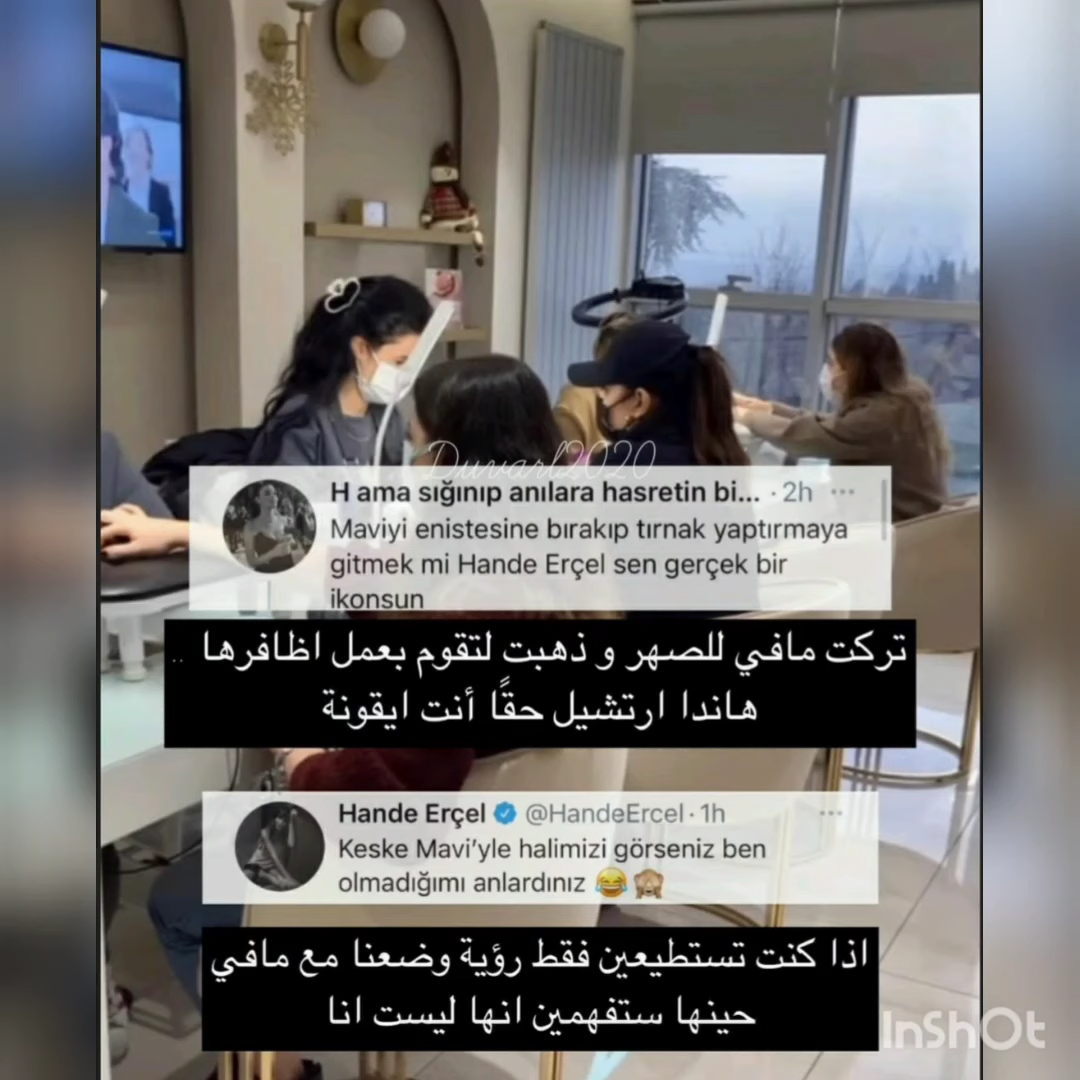 Duvarl2020
H ama sığınıp anılara hasretin bi... · 2h
Maviyi enistesine bırakıp tırnak yaptırmaya
gitmek mi Hande Erçel sen gerçek bir
ikonsun
تركت مافي للصهر و ذهبت لتقوم بعمل اظافرها ..
هاندا ارتشيل حقًا أنت ايقونة
Hande Erçel @HandeErcel · 1h
Keske Mavi'yle halimizi görseniz ben
olmadığımı anlardınız 😂🙈
اذا كنت تستطيعين فقط رؤية وضعنا مع مافي
حينها ستفهمين انها ليست انا
InShOt